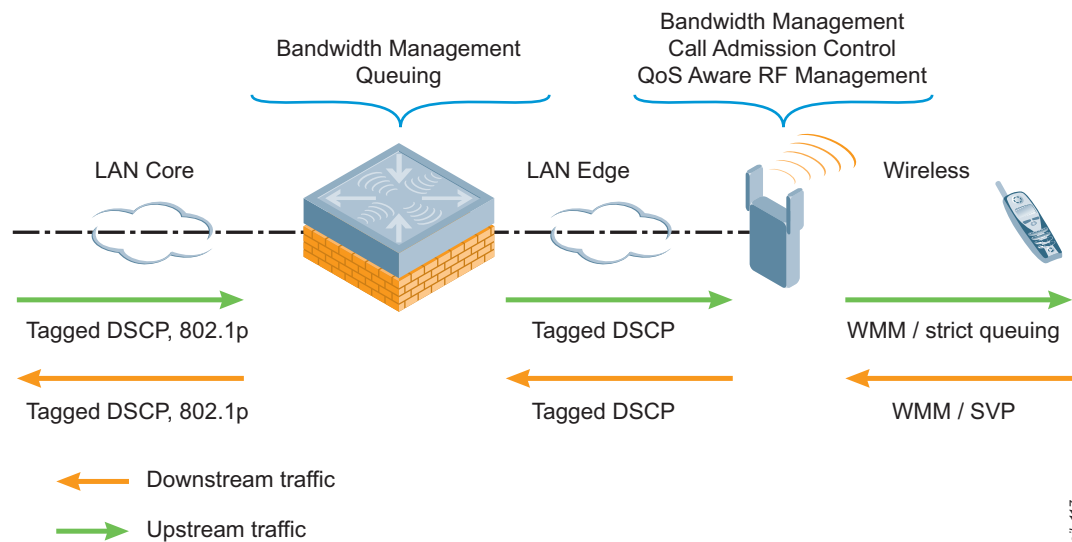 Bandwidth Management
Queuing
Bandwidth Management
Call Admission Control
QoS Aware RF Management
LAN Core
LAN Edge
Wireless
Tagged DSCP, 802.1p
Tagged DSCP
WMM / strict queuing
Tagged DSCP, 802.1p
Tagged DSCP
WMM / SVP
Downstream traffic
Upstream traffic